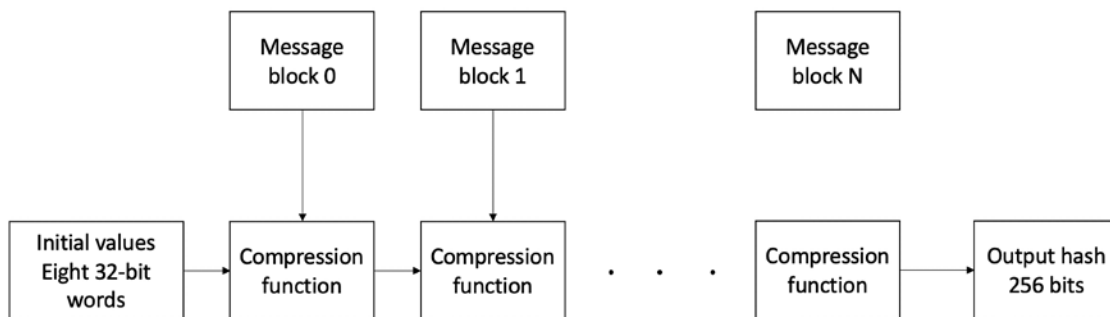 Message
block 0
Message
block 1
Message
block N
Initial values
Eight 32-bit
words
Compression
function
Compression
function
. . .
Compression
function
Output hash
256 bits